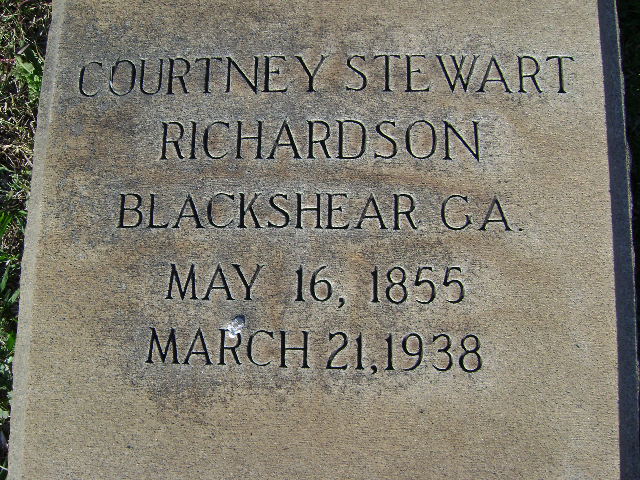 COURTNEY STEWART
RICHARDSON
BLACKSHEAR GA.
MAY 16, 1855
MARCH 21, 1938